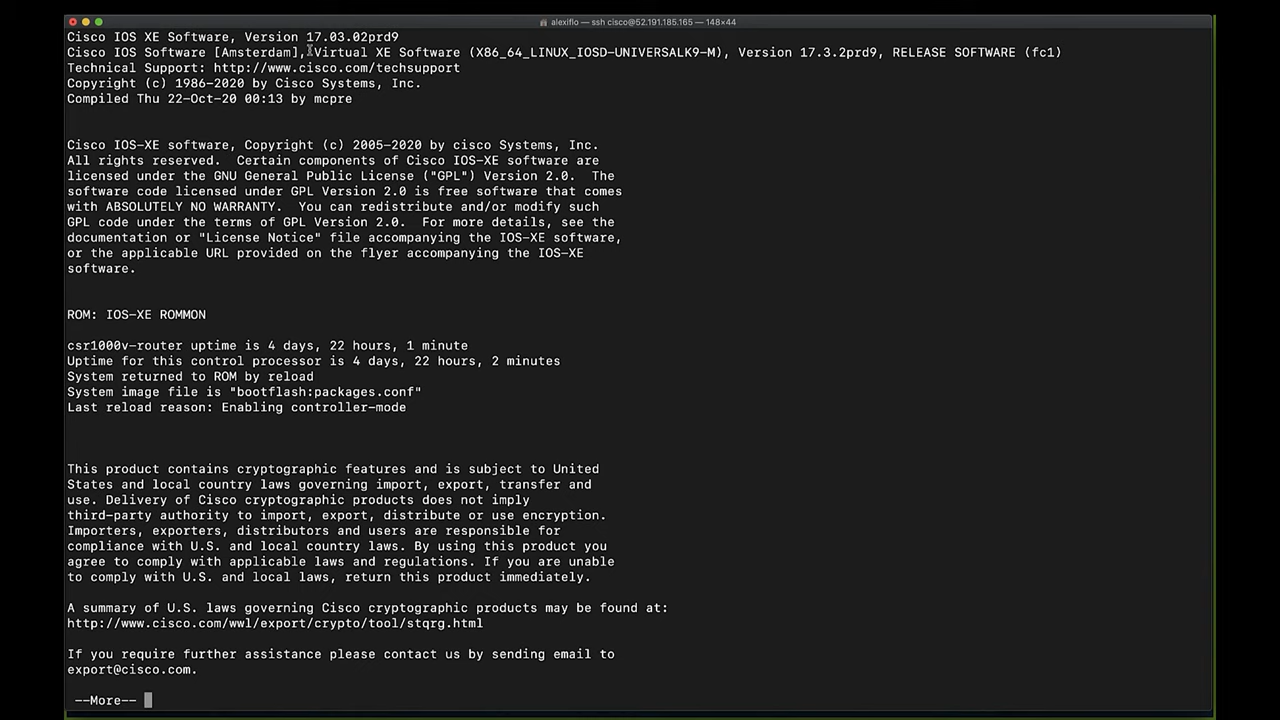 alexiflo — ssh cisco@52.191.185.165 — 148×44
Cisco IOS XE Software, Version 17.03.02prd9
Cisco IOS Software [Amsterdam], Virtual XE Software (X86_64_LINUX_IOSD-UNIVERSALK9-M), Version 17.3.2prd9, RELEASE SOFTWARE (fc1)
Technical Support: http://www.cisco.com/techsupport
Copyright (c) 1986-2020 by Cisco Systems, Inc.
Compiled Thu 22-Oct-20 00:13 by mcpre
Cisco IOS-XE software, Copyright (c) 2005-2020 by cisco Systems, Inc.
All rights reserved.  Certain components of Cisco IOS-XE software are
licensed under the GNU General Public License ("GPL") Version 2.0.  The
software code licensed under GPL Version 2.0 is free software that comes
with ABSOLUTELY NO WARRANTY.  You can redistribute and/or modify such
GPL code under the terms of GPL Version 2.0.  For more details, see the
documentation or "License Notice" file accompanying the IOS-XE software,
or the applicable URL provided on the flyer accompanying the IOS-XE
software.
ROM: IOS-XE ROMMON
csr1000v-router uptime is 4 days, 22 hours, 1 minute
Uptime for this control processor is 4 days, 22 hours, 2 minutes
System returned to ROM by reload
System image file is "bootflash:packages.conf"
Last reload reason: Enabling controller-mode
This product contains cryptographic features and is subject to United
States and local country laws governing import, export, transfer and
use. Delivery of Cisco cryptographic products does not imply
third-party authority to import, export, distribute or use encryption.
Importers, exporters, distributors and users are responsible for
compliance with U.S. and local country laws. By using this product you
agree to comply with applicable laws and regulations. If you are unable
to comply with U.S. and local laws, return this product immediately.
A summary of U.S. laws governing Cisco cryptographic products may be found at:
http://www.cisco.com/wwl/export/crypto/tool/stqrg.html
If you require further assistance please contact us by sending email to
export@cisco.com.
--More--